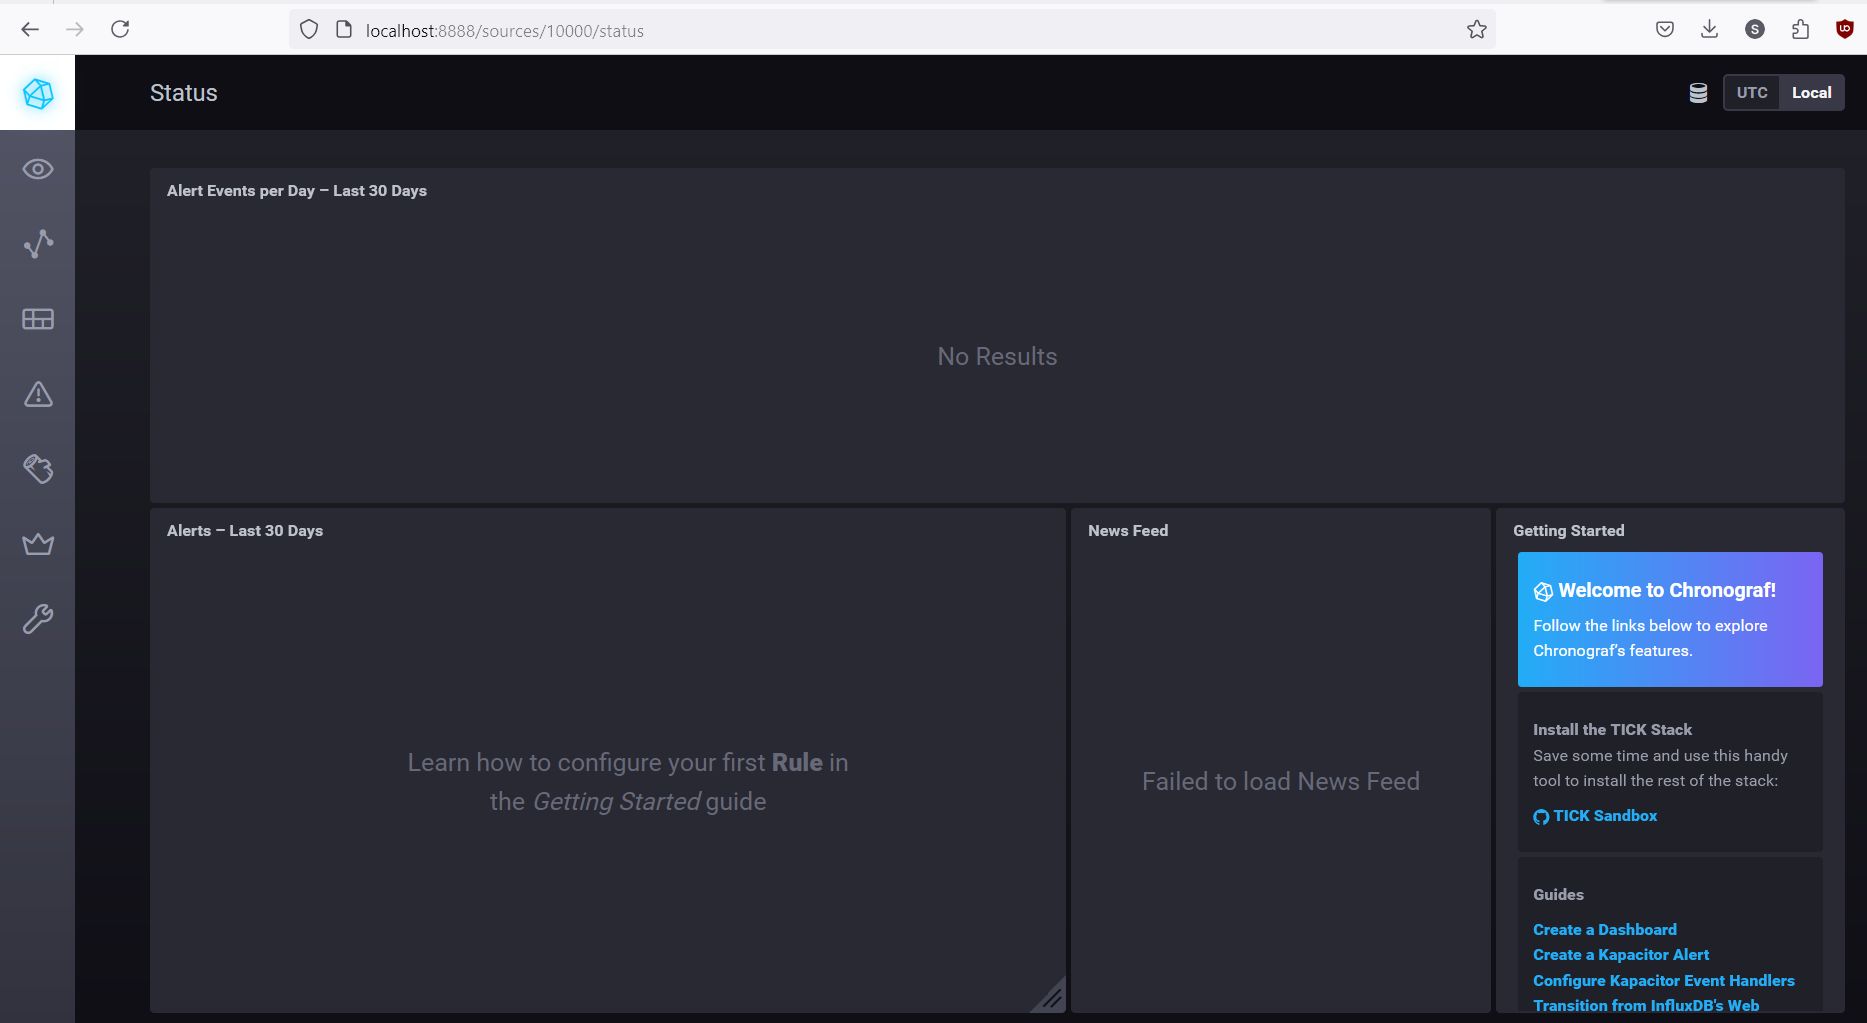 localhost:8888/sources/10000/status
S
Status
UTC
Local
Alert Events per Day – Last 30 Days
No Results
Alerts – Last 30 Days
Learn how to configure your first Rule in
the Getting Started guide
News Feed
Failed to load News Feed
Getting Started
Welcome to Chronograf!
Follow the links below to explore
Chronograf's features.
Install the TICK Stack
Save some time and use this handy
tool to install the rest of the stack:
TICK Sandbox
Guides
Create a Dashboard
Create a Kapacitor Alert
Configure Kapacitor Event Handlers
Transition from InfluxDB's Web